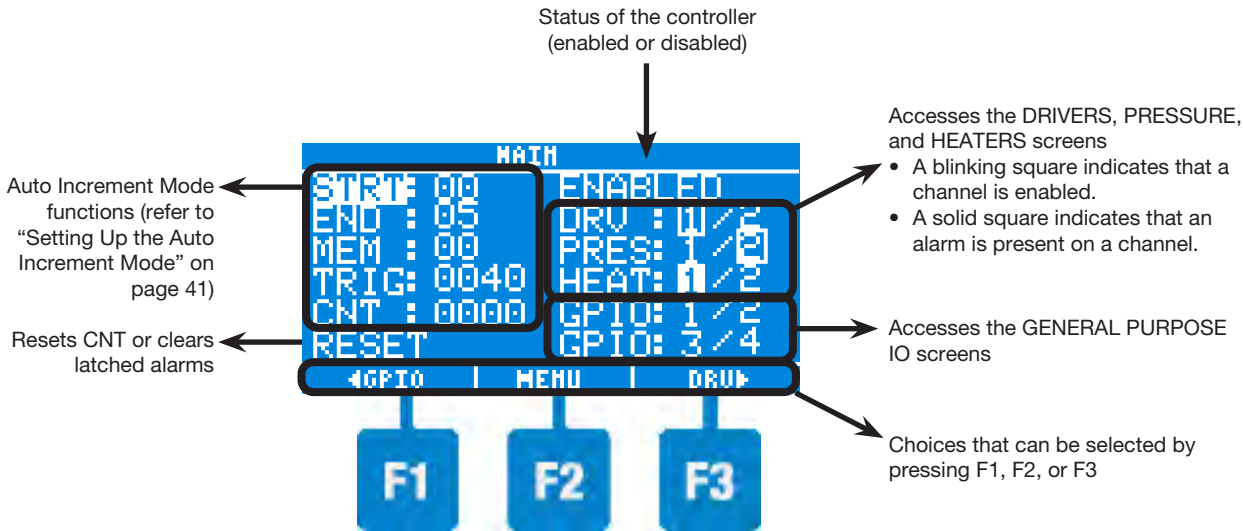 Status of the controller
(enabled or disabled)
Auto Increment Mode
functions (refer to
“Setting Up the Auto
Increment Mode” on
page 41)
Resets CNT or clears
latched alarms
MAIN
STRT: 00
END : 05
MEM : 00
TRIG: 0040
CNT : 0000
RESET
ENABLED
DRV : 1/2
PRES: 1/2
HEAT: 1/2
GPIO: 1/2
GPIO: 3/4
◀GPIO | MENU | DRV▶
F1 F2 F3
Accesses the DRIVERS, PRESSURE,
and HEATERS screens
• A blinking square indicates that a
channel is enabled.
• A solid square indicates that an
alarm is present on a channel.
Accesses the GENERAL PURPOSE
IO screens
Choices that can be selected by
pressing F1, F2, or F3